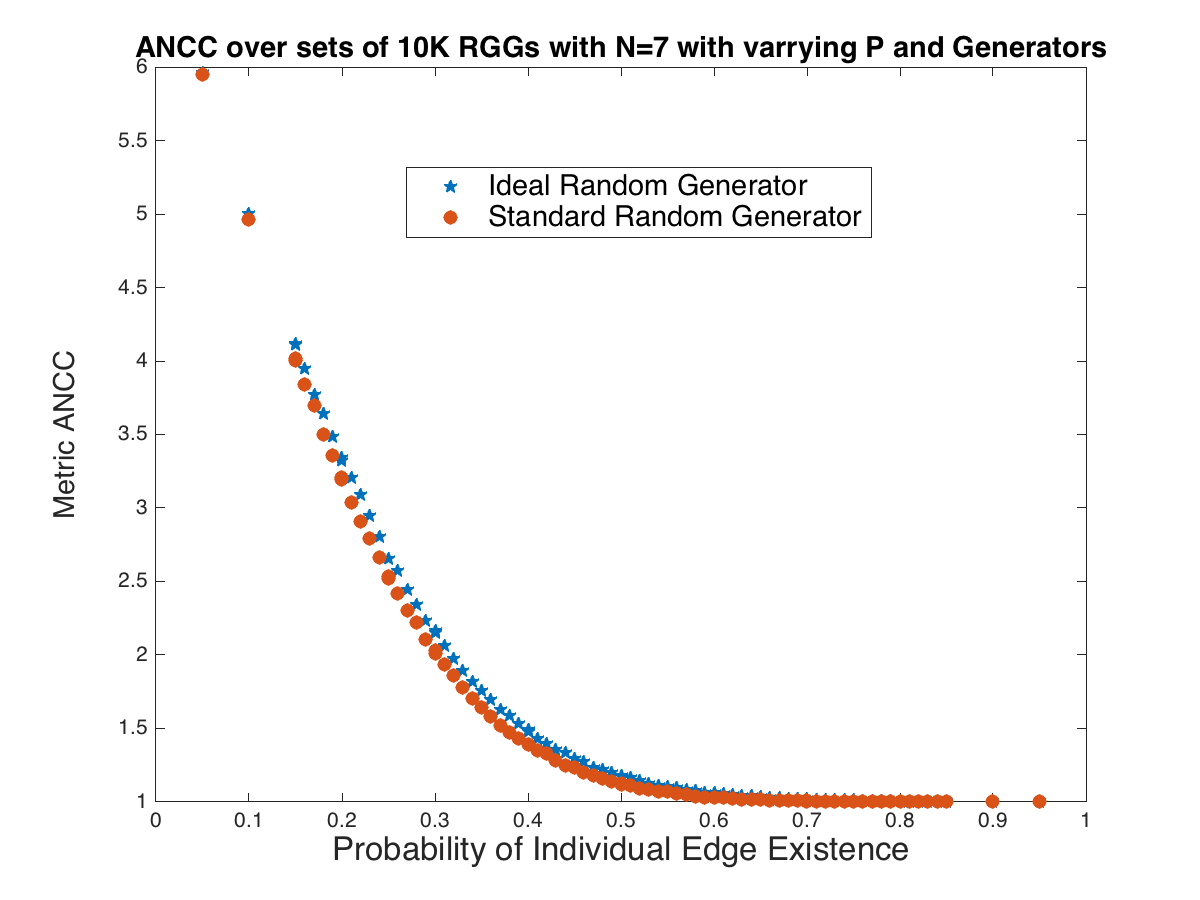 ANCC over sets of 10K RGGs with N=7 with varrying P and Generators
6
5.5
5
4.5
4
3.5
3
2.5
2
1.5
1
Metric ANCC
Ideal Random Generator
Standard Random Generator
0 0.1 0.2 0.3 0.4 0.5 0.6 0.7 0.8 0.9 1
Probability of Individual Edge Existence